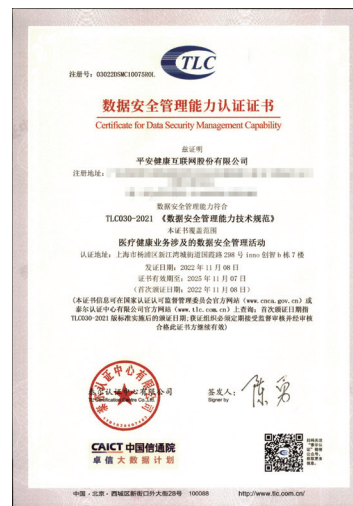 TLC
注册号：03022DSMC10075R0L
数据安全管理能力认证证书
Certificate for Data Security Management Capability
兹证明
平安健康互联网股份有限公司
注册地址：
数据安全管理能力符合
TLC030-2021 《数据安全管理能力技术规范》
本证书覆盖范围
医疗健康业务涉及的数据安全管理活动
认证地址：上海市杨浦区新江湾城街道国霞路 298 号 inno 创智 b 栋 7 楼
发证日期：2022 年 11 月 08 日
证书有效期至：2025 年 11 月 07 日
（首次颁证日期：2022 年 11 月 08 日）
（本证书信息可在国家认证认可监督管理委员会官方网站（www.cnca.gov.cn）或
泰尔认证有限公司官方网站（www.tlc.com.cn）上查询；首次颁证日期指
TLC030-2021 版标准实施后的颁证日期；获证组织必须定期接受监督审核并经审核
合格此证书方继续有效）
签发人：
Signer by
陈勇
CAICT 中国信通院
卓信大数据计划
中国·北京·西城区新街口外大街28号 100088 http://www.tlc.com.cn/